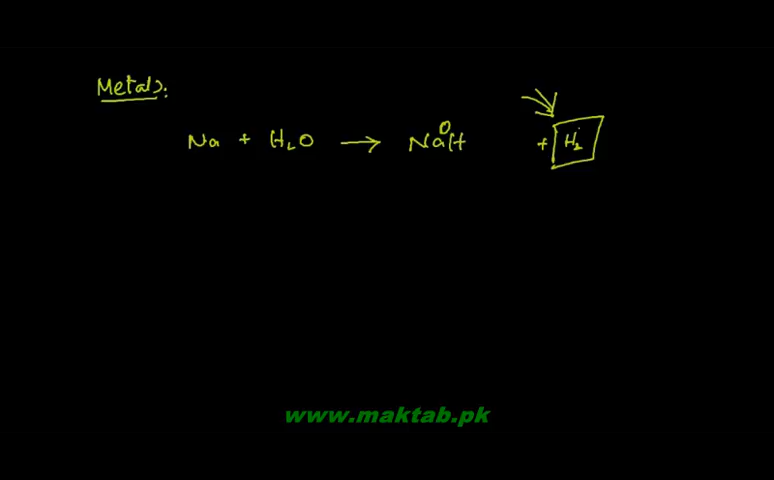 Metals:
Na + H₂O → NaOH + H₂
www.maktab.pk